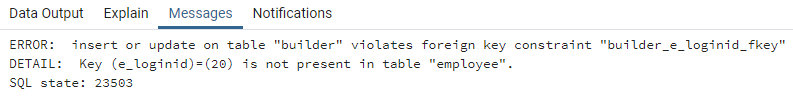 Data Output Explain Messages Notifications
ERROR:  insert or update on table "builder" violates foreign key constraint "builder_e_loginid_fkey"
DETAIL:  Key (e_loginid)=(20) is not present in table "employee".
SQL state: 23503